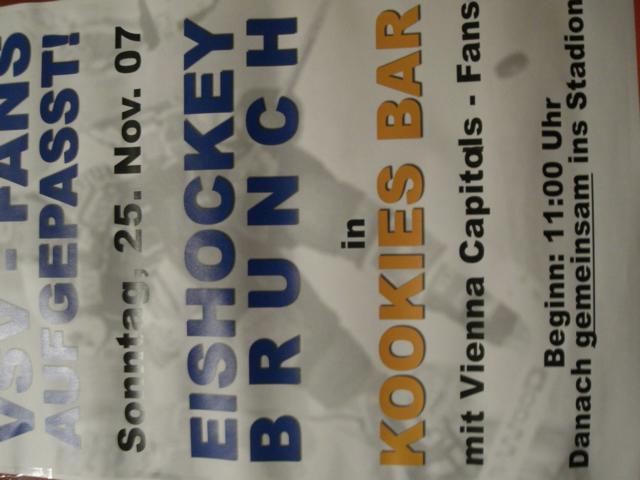 VSV - FANS
AUFGEPASST!
Sonntag, 25. Nov. 07
EISHOCKEY
BRUNCH
in
KOOKIES BAR
mit Vienna Capitals - Fans
Beginn: 11:00 Uhr
Danach gemeinsam ins Stadion